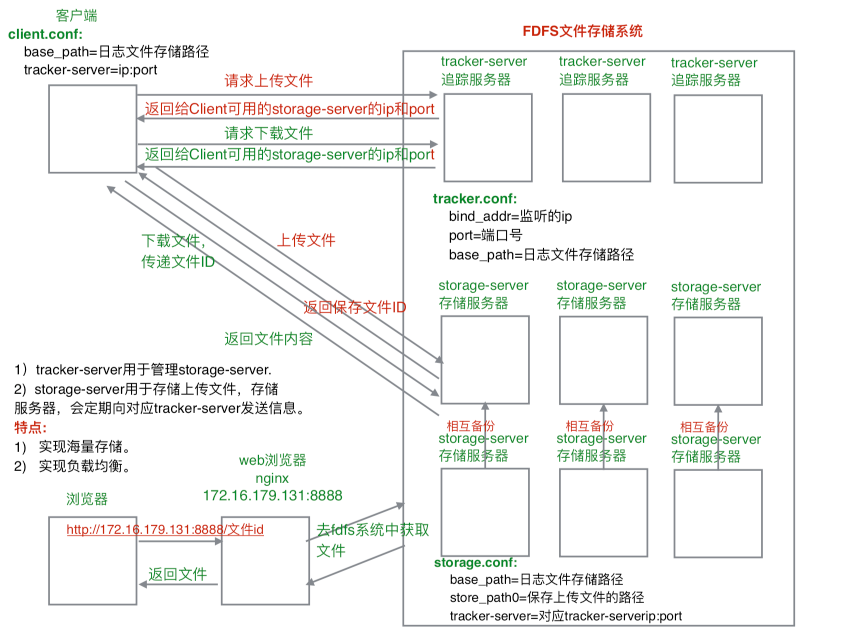 客户端
client.conf:
base_path=日志文件存储路径
tracker-server=ip:port
FDFS文件存储系统
tracker-server
追踪服务器
tracker-server
追踪服务器
tracker-server
追踪服务器
请求上传文件
返回给Client可用的storage-server的ip和port
请求下载文件
返回给Client可用的storage-server的ip和port
tracker.conf:
bind_addr=监听的ip
port=端口号
base_path=日志文件存储路径
下载文件，
传递文件ID
上传文件
返回保存文件ID
返回文件内容
storage-server
存储服务器
storage-server
存储服务器
storage-server
存储服务器
1）tracker-server用于管理storage-server.
2）storage-server用于存储上传文件，存储
服务器，会定期向对应tracker-server发送信息。
特点:
1） 实现海量存储。
2） 实现负载均衡。
相互备份
相互备份
相互备份
storage-server
存储服务器
storage-server
存储服务器
storage-server
存储服务器
浏览器
web浏览器
nginx
172.16.179.131:8888
http://172.16.179.131:8888/文件id
返回文件
去fdfs系统中获取
文件
storage.conf:
base_path=日志文件存储路径
store_path0=保存上传文件的路径
tracker-server=对应tracker-serverip:port